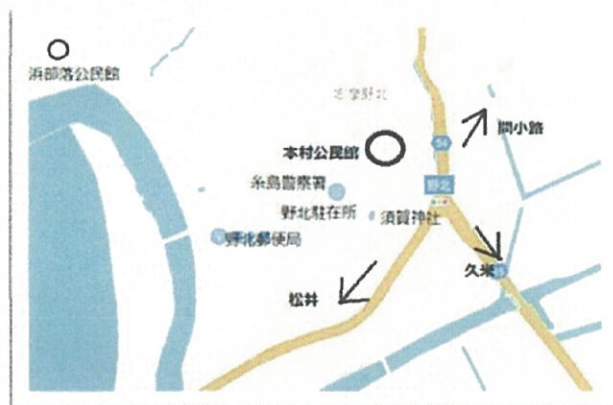 浜部落公民館
志摩野北
54
間小路
本村公民館
野北
糸島警察署
野北駐在所
須賀神社
野北郵便局
久米
松井